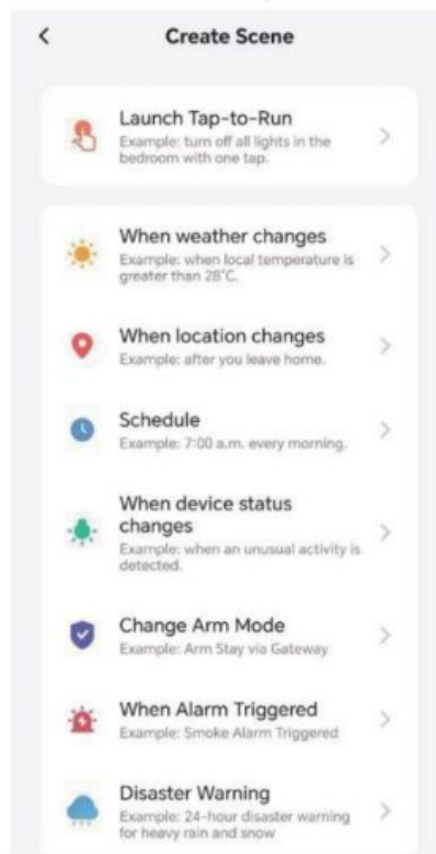 Create Scene
Launch Tap-to-Run
Example: turn off all lights in the
bedroom with one tap.
When weather changes
Example: when local temperature is
greater than 28°C.
When location changes
Example: after you leave home.
Schedule
Example: 7:00 a.m. every morning.
When device status
changes
Example: when an unusual activity is
detected.
Change Arm Mode
Example: Arm Stay via Gateway
When Alarm Triggered
Example: Smoke Alarm Triggered
Disaster Warning
Example: 24-hour disaster warning
for heavy rain and snow